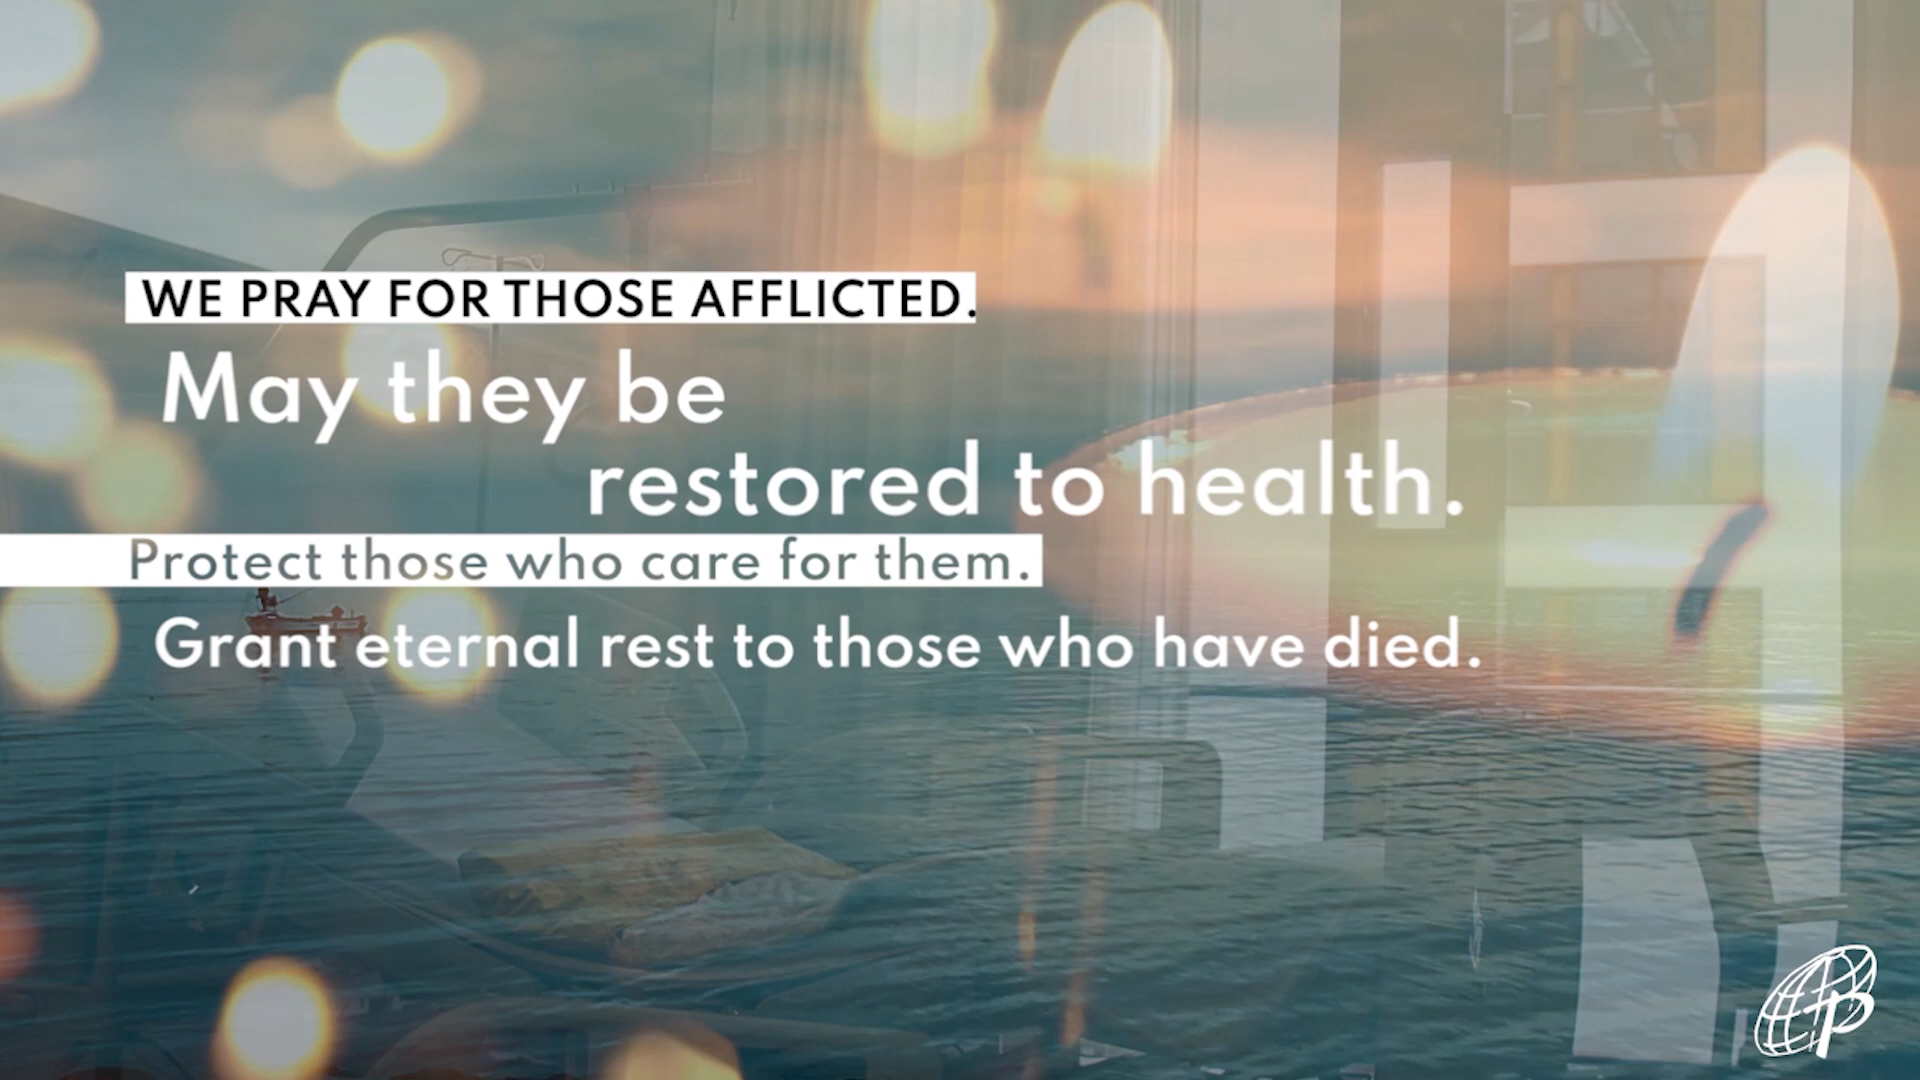 WE PRAY FOR THOSE AFFLICTED.
May they be
restored to health.
Protect those who care for them.
Grant eternal rest to those who have died.